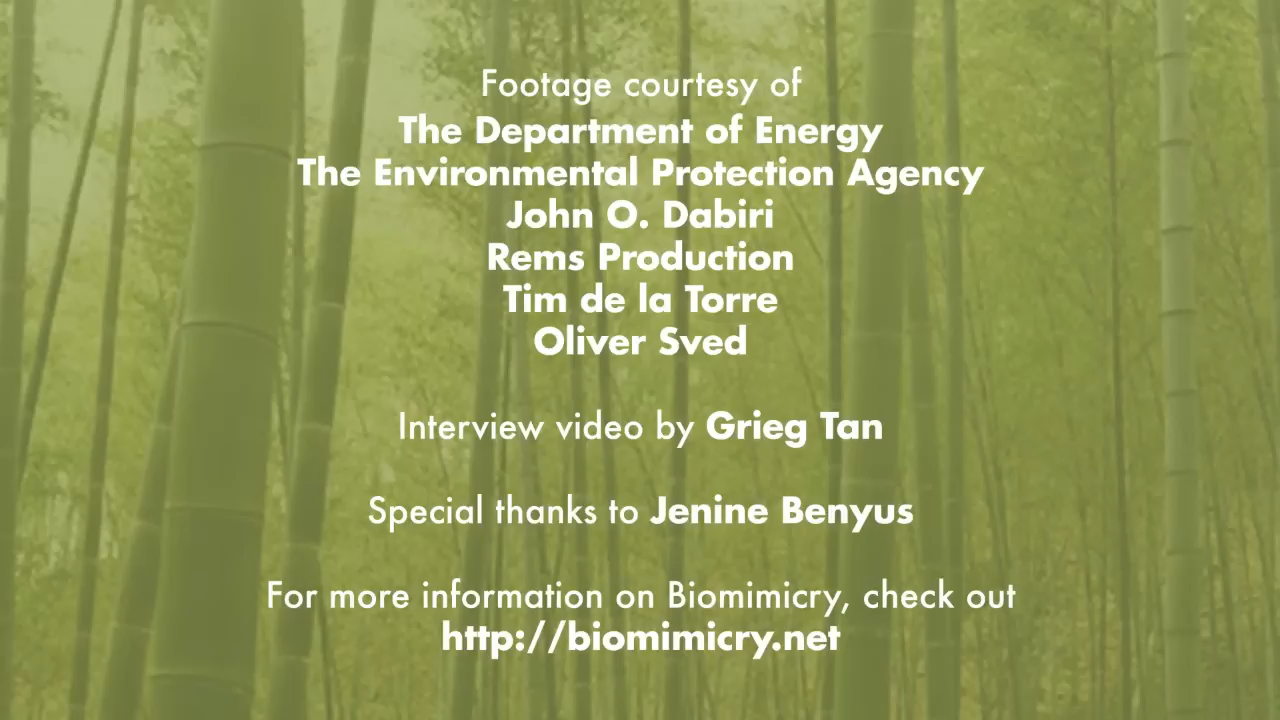 Footage courtesy of
The Department of Energy
The Environmental Protection Agency
John O. Dabiri
Rems Production
Tim de la Torre
Oliver Sved
Interview video by Grieg Tan
Special thanks to Jenine Benyus
For more information on Biomimicry, check out
http://biomimicry.net